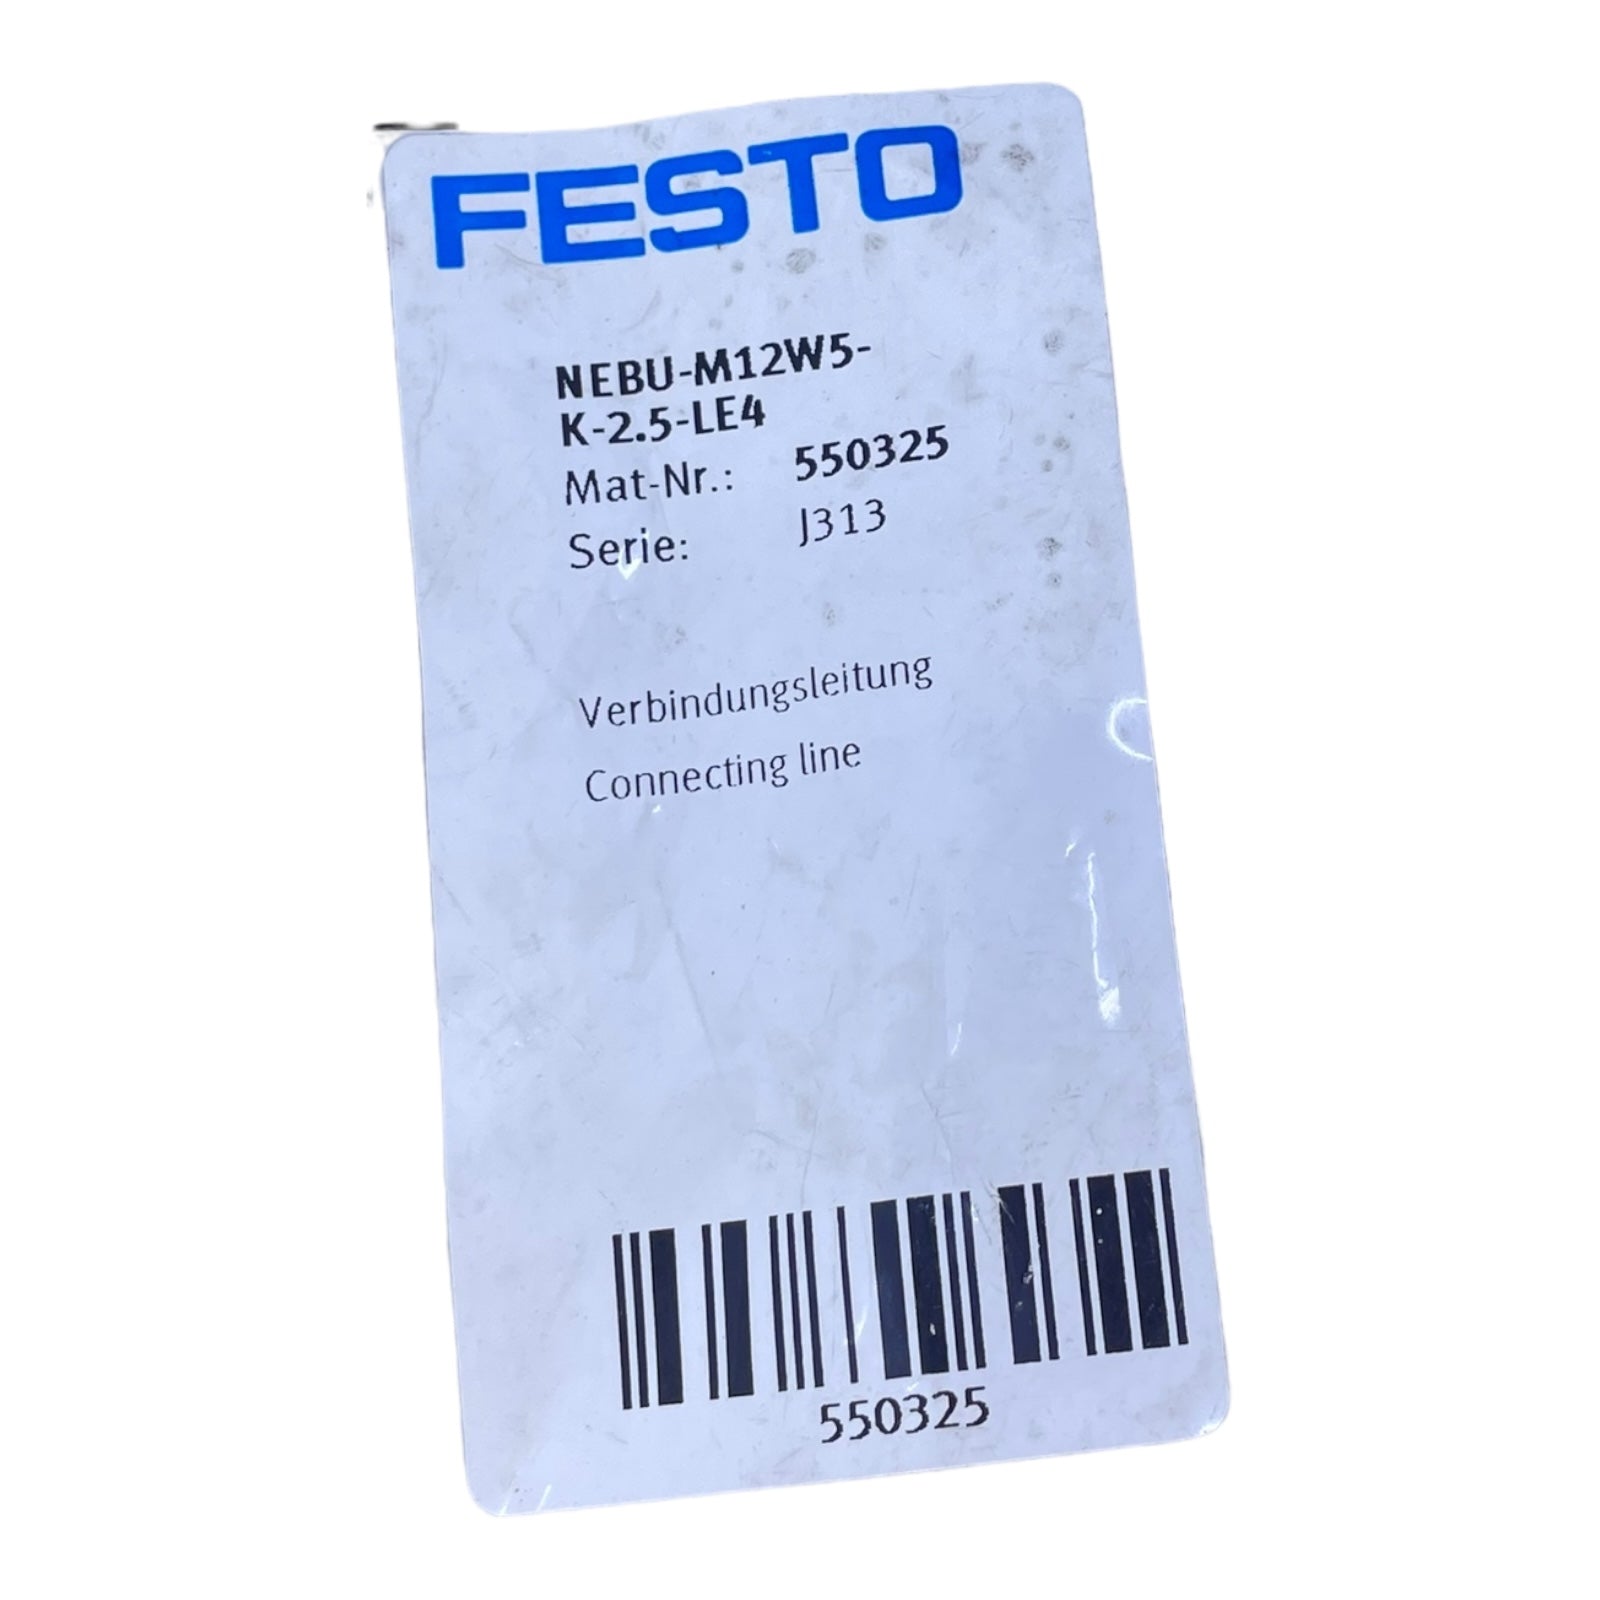 FESTO
NEBU-M12W5-
K-2.5-LE4
Mat-Nr.: 550325
Serie: J313
Verbindungsleitung
Connecting line
550325